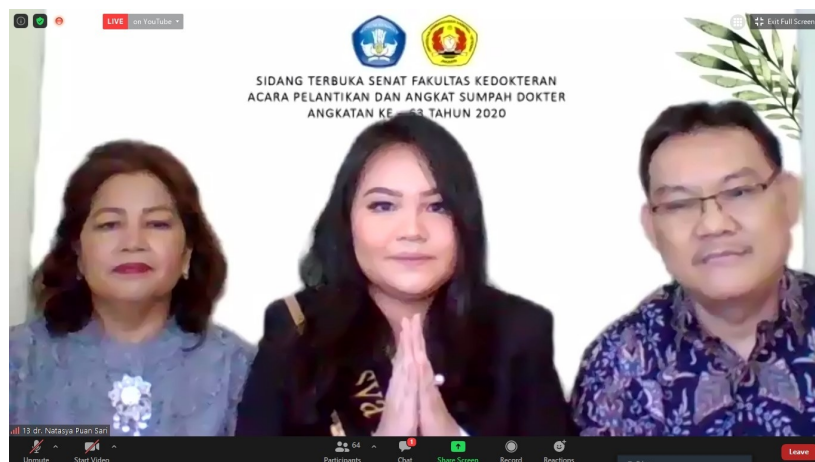 LIVE on YouTube
Exit Full Screen
SIDANG TERBUKA SENAT FAKULTAS KEDOKTERAN
ACARA PELANTIKAN DAN ANGKAT SUMPAH DOKTER
ANGKATAN KE - 63 TAHUN 2020
13 dr. Natasya Puan Sari
64
1
Unmute
Start Video
Participants
Chat
Share Screen
Record
Reactions
Leave